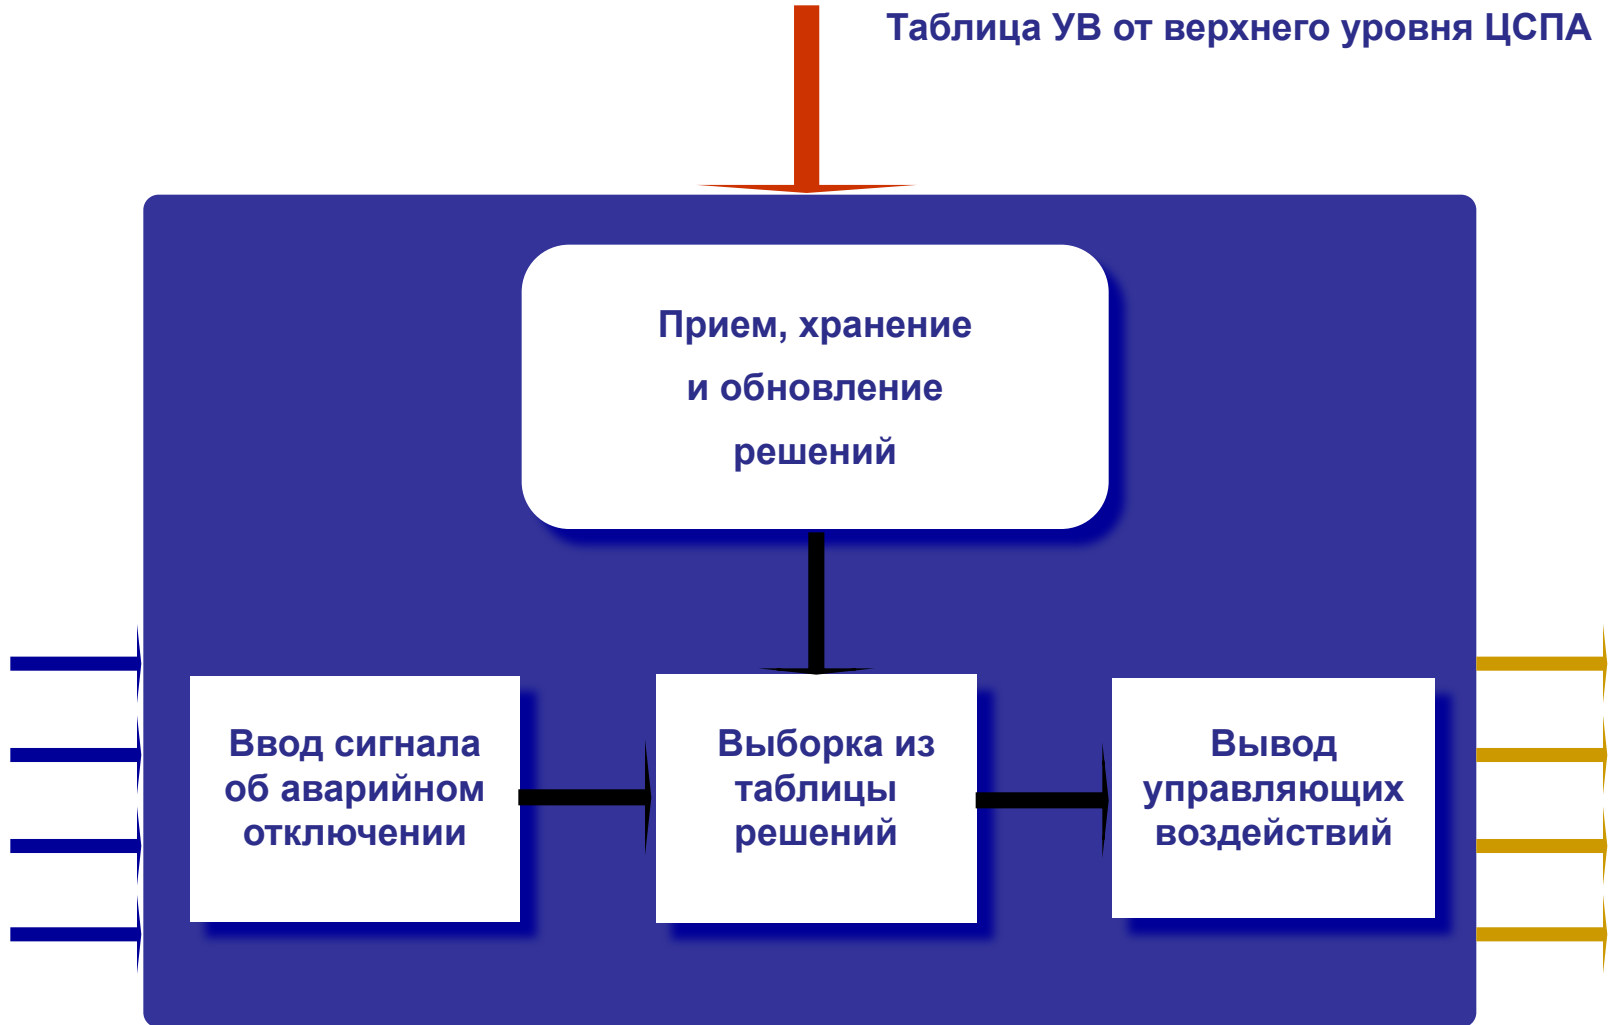 Таблица УВ от верхнего уровня ЦСПА
Прием, хранение
и обновление
решений
Ввод сигнала
об аварийном
отключении
Выборка из
таблицы
решений
Вывод
управляющих
воздействий